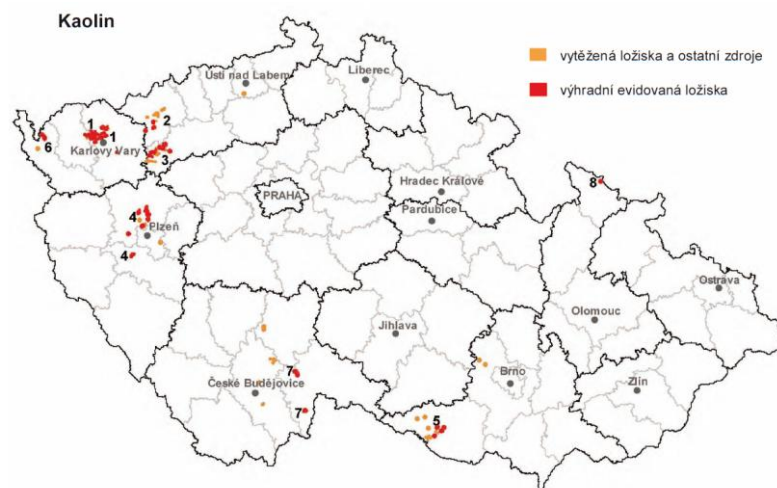 Kaolin
vytěžená ložiska a ostatní zdroje
výhradní evidovaná ložiska
Ústí nad Labem
Liberec
2
1
1
6
Karlovy Vary
3
Hradec Králové
8
PRAHA
Pardubice
4
Plzeň
4
Ostrava
Olomouc
Jihlava
7
České Budějovice
Brno
Zlín
7
5